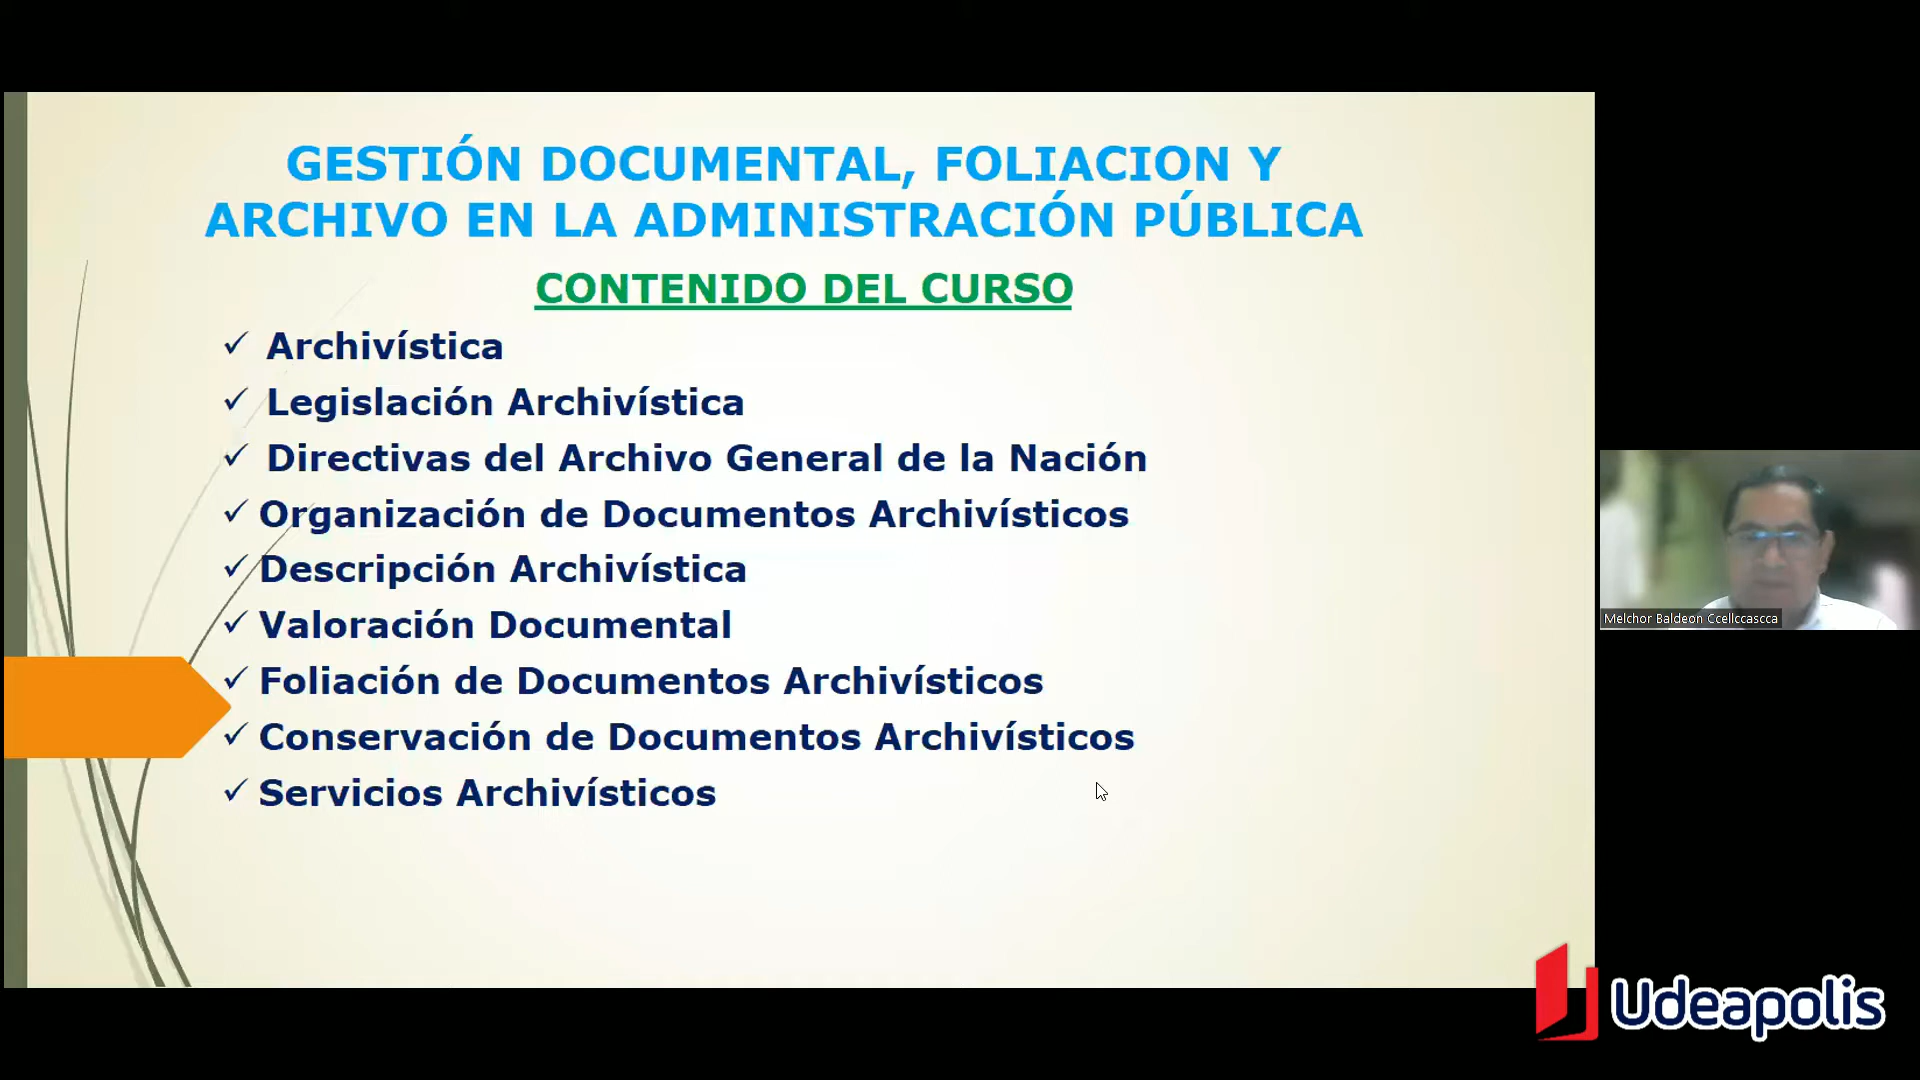 GESTIÓN DOCUMENTAL, FOLIACION Y
ARCHIVO EN LA ADMINISTRACIÓN PÚBLICA
CONTENIDO DEL CURSO
✓ Archivística
✓ Legislación Archivística
✓ Directivas del Archivo General de la Nación
✓ Organización de Documentos Archivísticos
✓ Descripción Archivística
✓ Valoración Documental
✓ Foliación de Documentos Archivísticos
✓ Conservación de Documentos Archivísticos
✓ Servicios Archivísticos
Melchor Baldeon Ccellccascca
Udeapolis